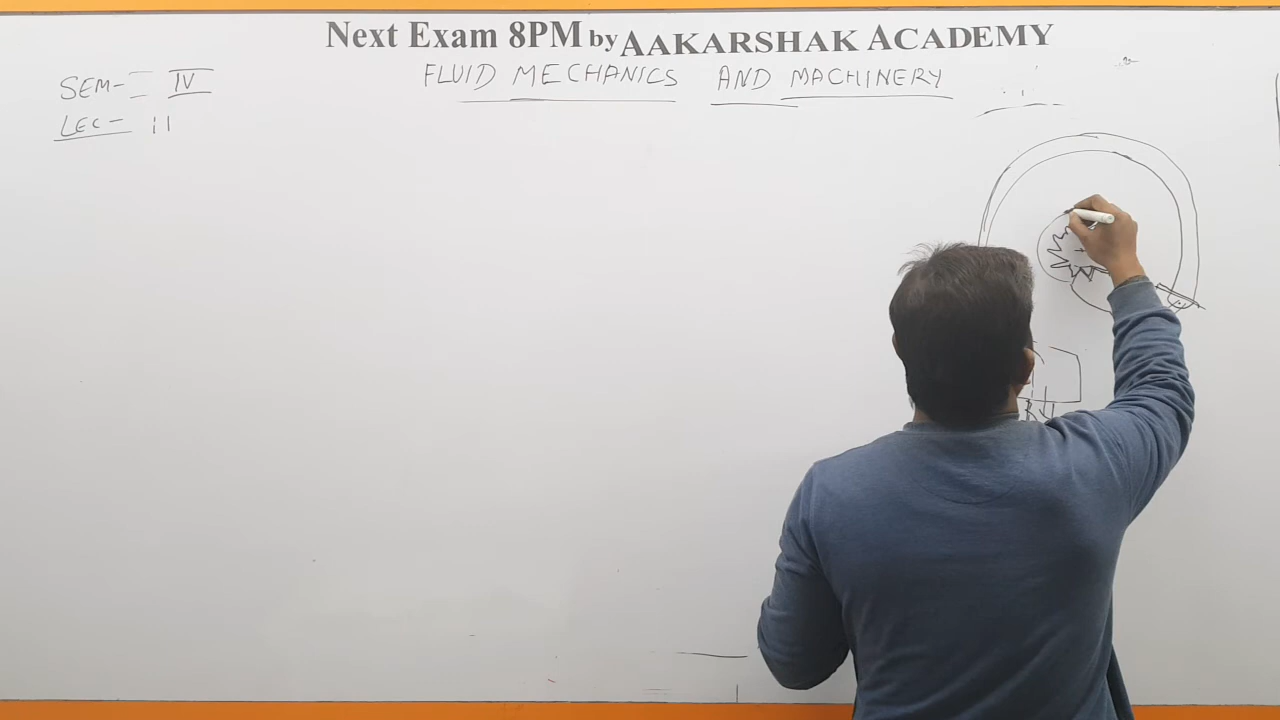 Next Exam 8PM by AAKARSHAK ACADEMY
SEM- IV
FLUID MECHANICS AND MACHINERY
LEC- 11